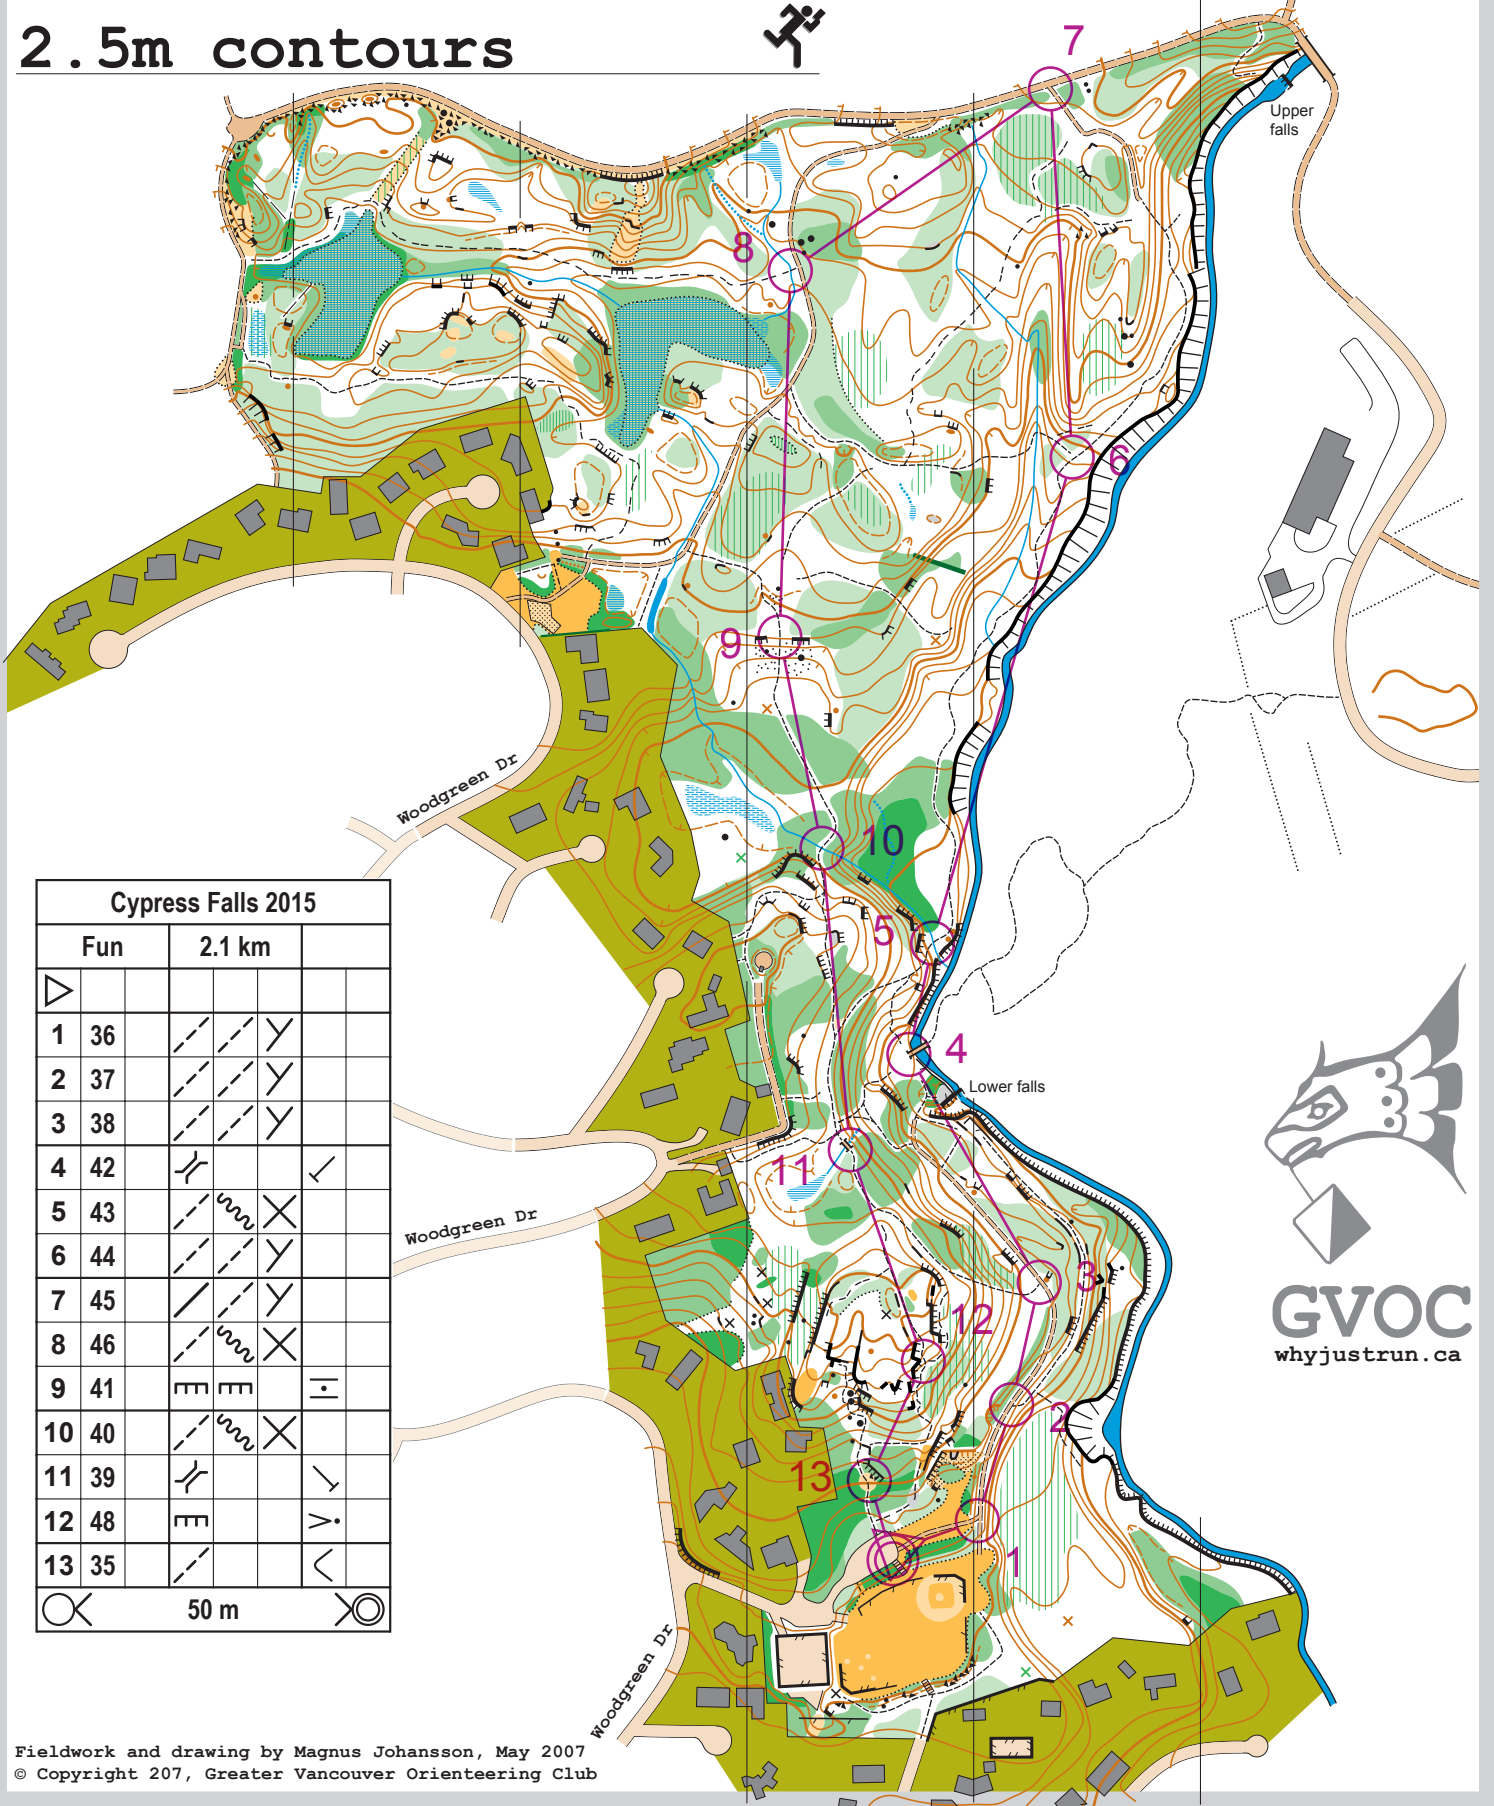 2.5m contours
7
Upper
falls
8
6
9
10
5
4
Lower falls
11
3
12
2
13
1
Woodgreen Dr
Woodgreen Dr
Woodgreen Dr
Cypress Falls 2015
Fun 2.1 km
1 36
2 37
3 38
4 42
5 43
6 44
7 45
8 46
9 41
10 40
11 39
12 48
13 35
50 m
GVOC
whyjustrun.ca
Fieldwork and drawing by Magnus Johansson, May 2007
© Copyright 207, Greater Vancouver Orienteering Club